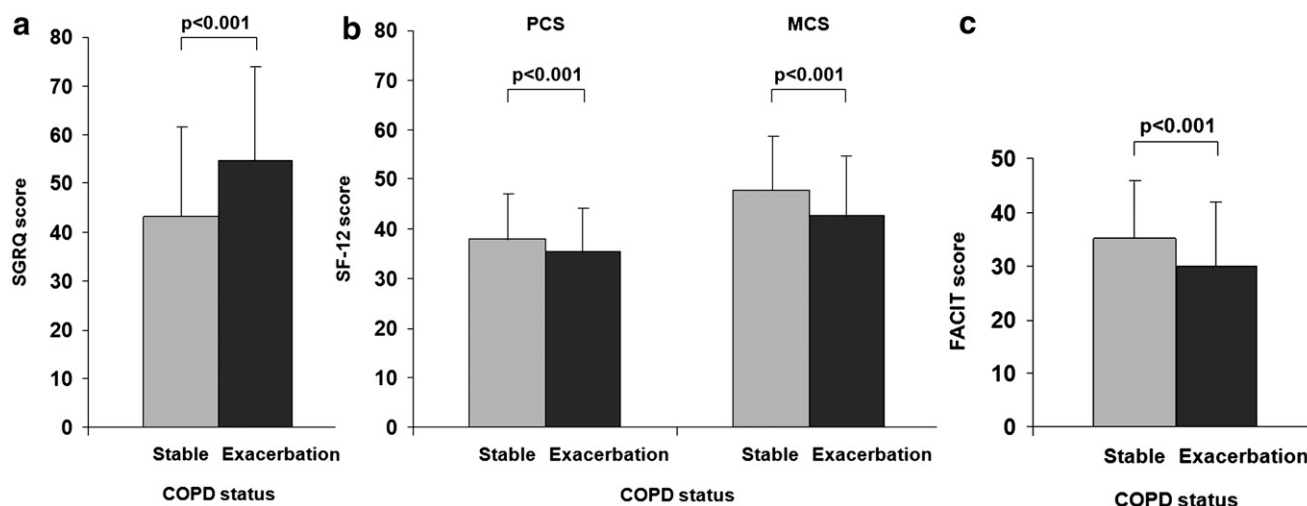 a
p<0.001
80
70
60
50
40
30
20
10
0
SGRQ score
Stable Exacerbation
COPD status
b
PCS MCS
p<0.001 p<0.001
80
70
60
50
40
30
20
10
0
SF-12 score
Stable Exacerbation Stable Exacerbation
COPD status
c
p<0.001
50
40
30
20
10
0
FACIT score
Stable Exacerbation
COPD status